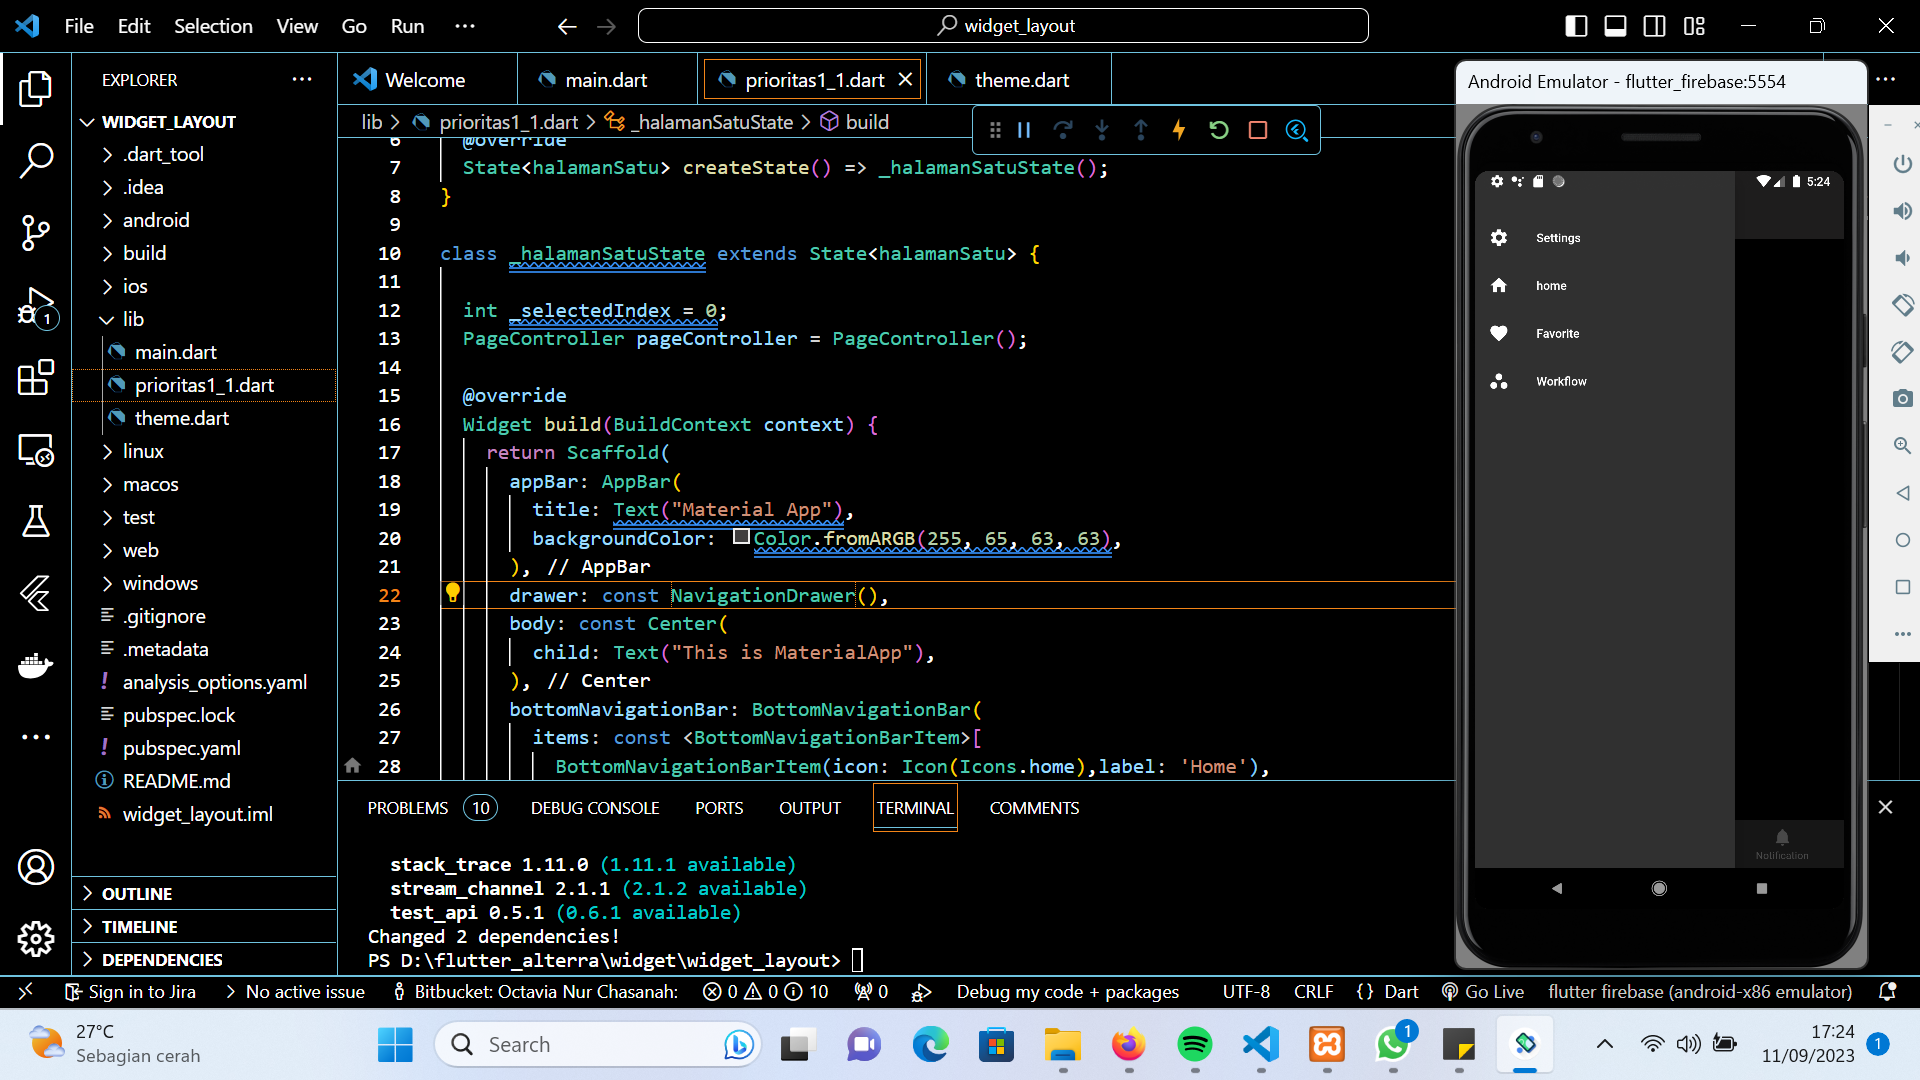 File Edit Selection View Go Run
widget_layout
EXPLORER
WIDGET_LAYOUT
.dart_tool
.idea
android
build
ios
lib
main.dart
prioritas1_1.dart
theme.dart
linux
macos
test
web
windows
.gitignore
.metadata
analysis_options.yaml
pubspec.lock
pubspec.yaml
README.md
widget_layout.iml
OUTLINE
TIMELINE
DEPENDENCIES
1
Welcome main.dart prioritas1_1.dart theme.dart
lib > prioritas1_1.dart > _halamanSatuState > build
6 @override
7 State<halamanSatu> createState() => _halamanSatuState();
8 }
9
10 class _halamanSatuState extends State<halamanSatu> {
11
12 int _selectedIndex = 0;
13 PageController pageController = PageController();
14
15 @override
16 Widget build(BuildContext context) {
17 return Scaffold(
18 appBar: AppBar(
19 title: Text("Material App"),
20 backgroundColor: Color.fromARGB(255, 65, 63, 63),
21 ), // AppBar
22 drawer: const NavigationDrawer(),
23 body: const Center(
24 child: Text("This is MaterialApp"),
25 ), // Center
26 bottomNavigationBar: BottomNavigationBar(
27 items: const <BottomNavigationBarItem>[
28 BottomNavigationBarItem(icon: Icon(Icons.home),label: 'Home'),
PROBLEMS 10 DEBUG CONSOLE PORTS OUTPUT TERMINAL COMMENTS
stack_trace 1.11.0 (1.11.1 available)
stream_channel 2.1.1 (2.1.2 available)
test_api 0.5.1 (0.6.1 available)
Changed 2 dependencies!
PS D:\flutter_alterra\widget\widget_layout>
Android Emulator - flutter_firebase:5554
5:24
Settings
home
Favorite
Workflow
Notification
Sign in to Jira No active issue Bitbucket: Octavia Nur Chasanah: 0 0 10 0 Debug my code + packages UTF-8 CRLF {} Dart Go Live flutter firebase (android-x86 emulator)
27°C
Sebagian cerah
Search
1
17:24
11/09/2023
1